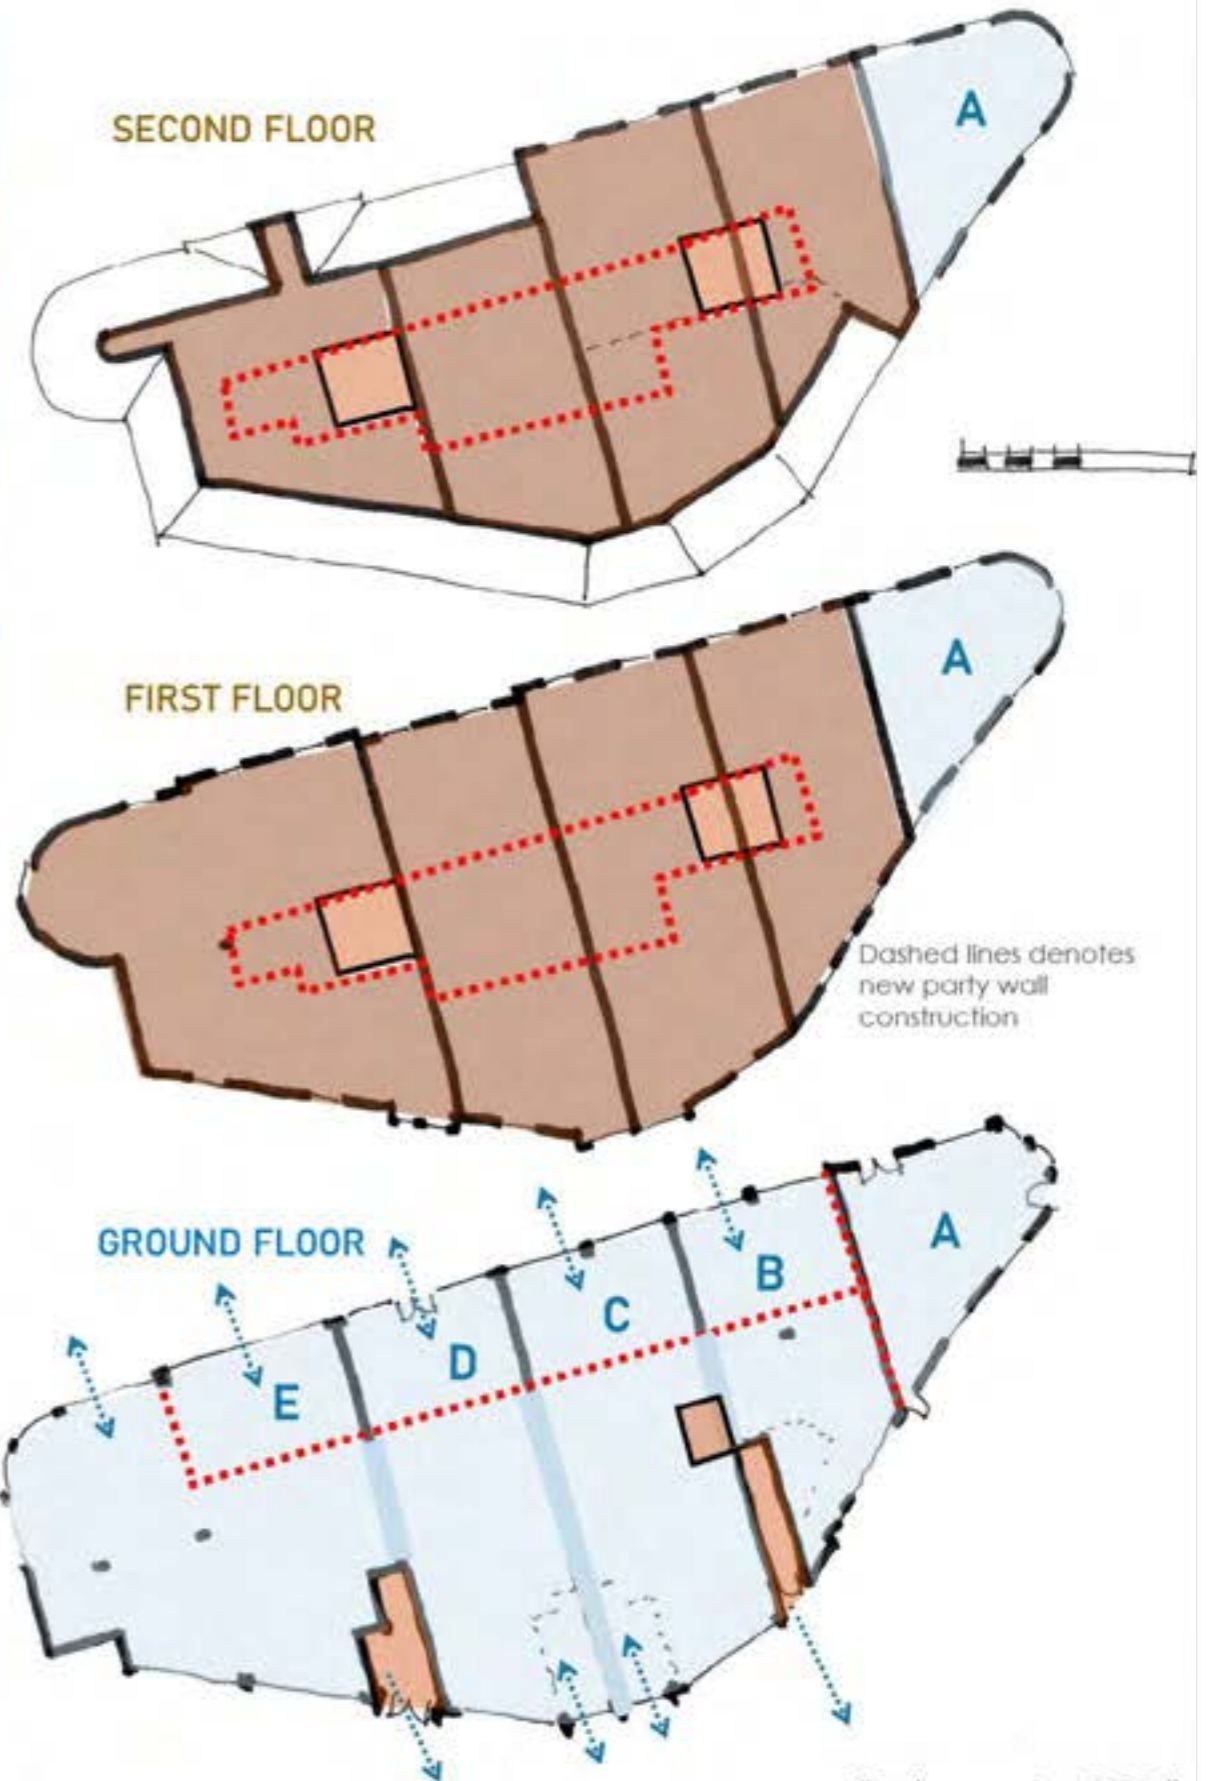 SECOND FLOOR
A
FIRST FLOOR
A
Dashed lines denotes
new party wall
construction
GROUND FLOOR
A
B
C
D
E